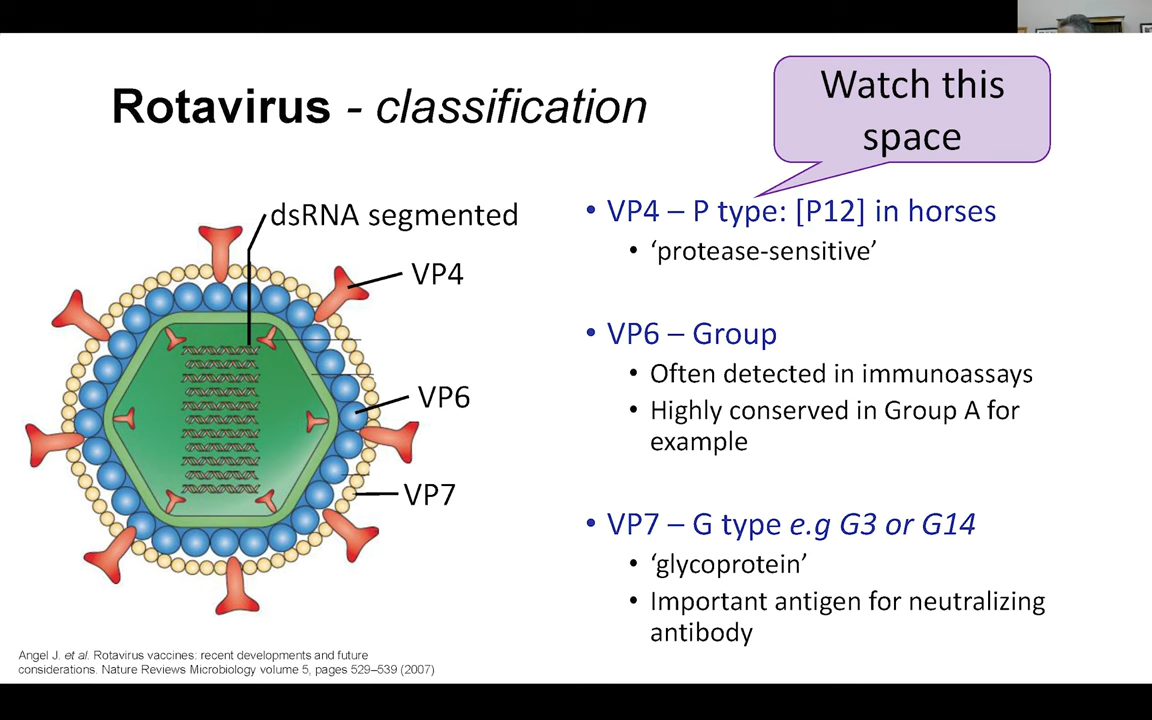 Rotavirus - classification
Watch this
space
dsRNA segmented
VP4
VP6
VP7
• VP4 – P type: [P12] in horses
• ‘protease-sensitive’
• VP6 – Group
• Often detected in immunoassays
• Highly conserved in Group A for
example
• VP7 – G type e.g G3 or G14
• ‘glycoprotein’
• Important antigen for neutralizing
antibody
Angel J. et al. Rotavirus vaccines: recent developments and future
considerations. Nature Reviews Microbiology volume 5, pages 529–539 (2007)